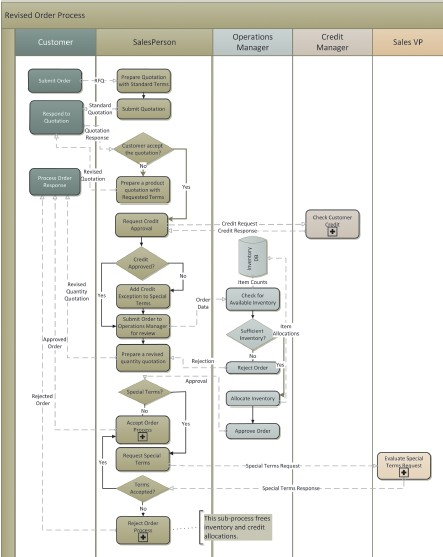 Revised Order Process
Customer
SalesPerson
Operations
Manager
Credit
Manager
Sales VP
Submit Order
RFQ
Prepare Quotation
with Standard Terms
Respond to
Quotation
Standard
Quotation
Submit Quotation
Quotation
Response
Customer accept
the quotation?
No
Yes
Process Order
Response
Revised
Quotation
Prepare a product
quotation with
Requested Terms
Request Credit
Approval
Credit Request
Credit Response
Check Customer
Credit
Inventory
DB
Credit
Approved?
No
Yes
Item Counts
Revised
Quantity
Quotation
Add Credit
Exception to Special
Terms
Order
Data
Check for
Available Inventory
Submit Order to
Operations Manager
for review
Sufficient
Inventory?
Item
Allocations
No
Yes
Approved
Order
Prepare a revised
quantity quotation
Rejection
Reject Order
Approval
Special Terms?
No
Yes
Allocate Inventory
Rejected
Order
Accept Order
Process
Approve Order
Request Special
Terms
Special Terms Request
Evaluate Special
Terms Request
Yes
Terms
Accepted?
Special Terms Response
No
Reject Order
Process
This sub-process frees
inventory and credit
allocations.